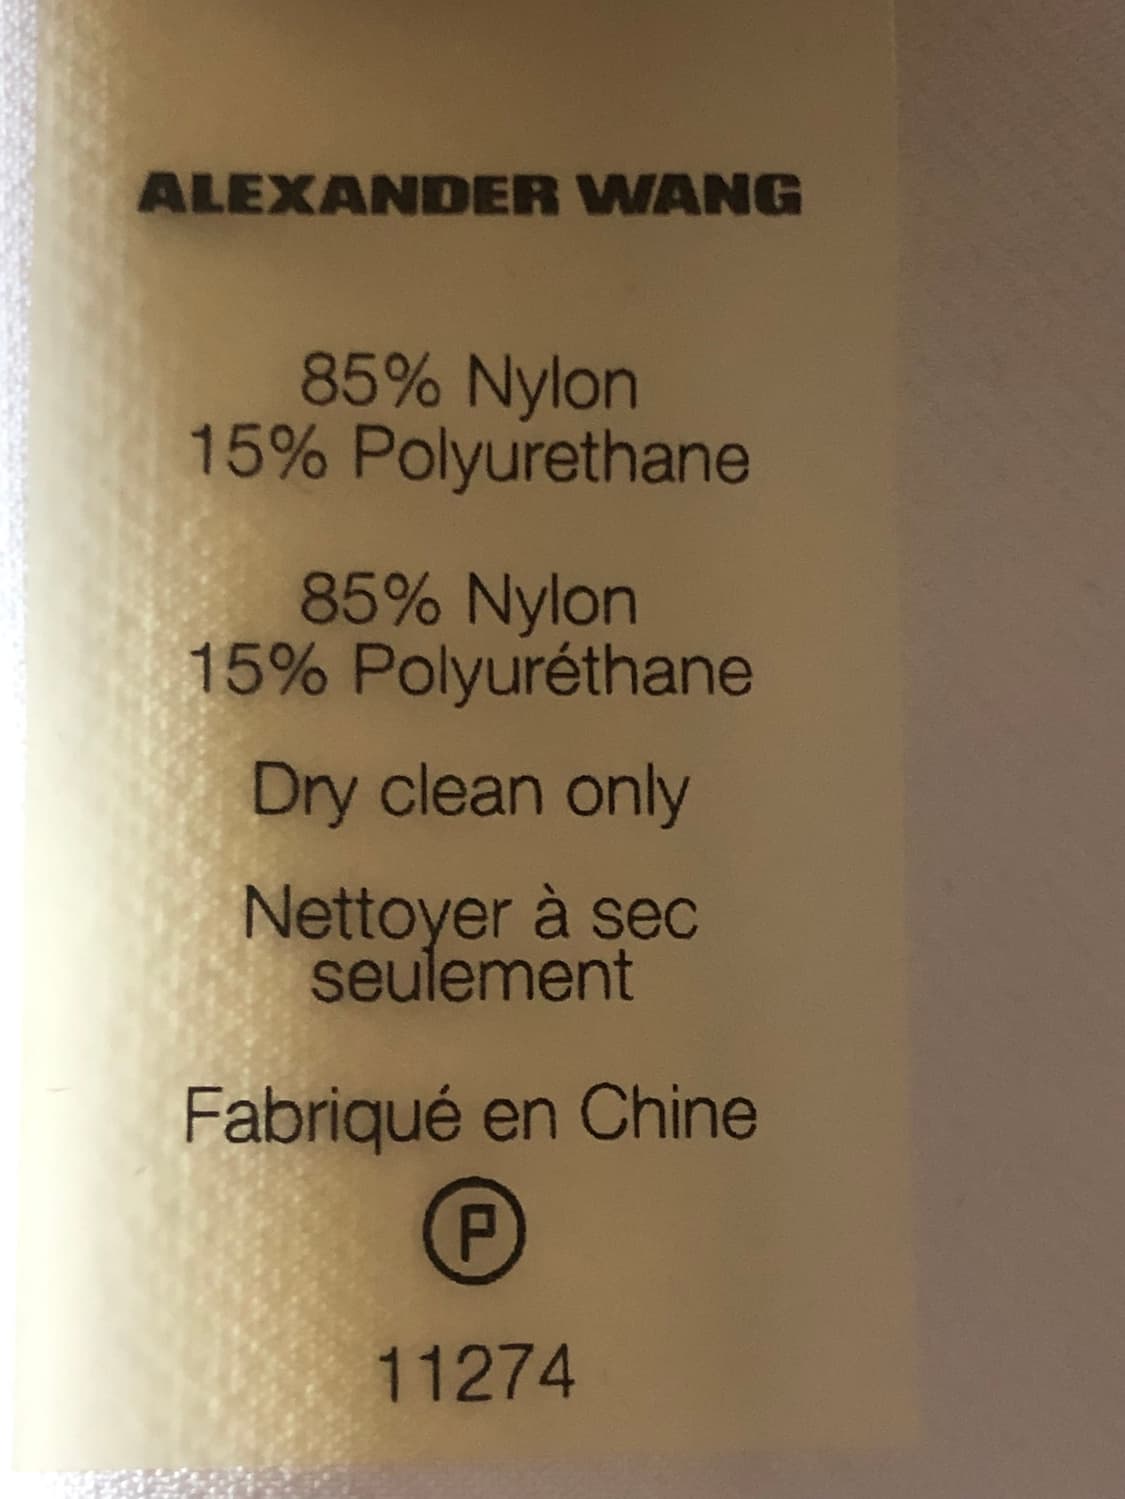 ALEXANDER WANG
85% Nylon
15% Polyurethane
85% Nylon
15% Polyuréthane
Dry clean only
Nettoyer à sec
seulement
Fabriqué en Chine
P
11274